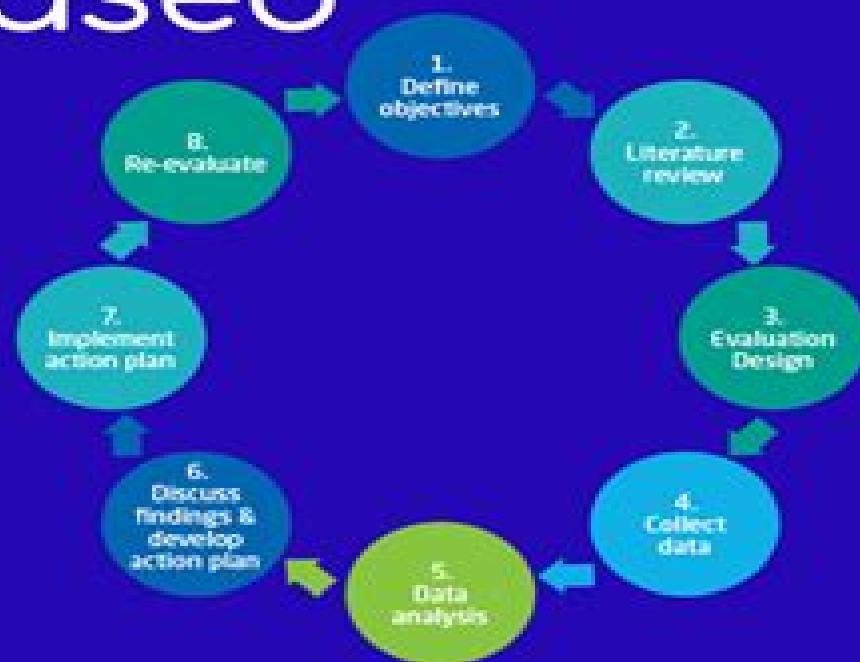 1.
Define
objectives
2.
Literature
review
3.
Evaluation
Design
4.
Collect
data
5.
Data
analysis
6.
Discuss
findings &
develop
action plan
7.
Implement
action plan
8.
Re-evaluate